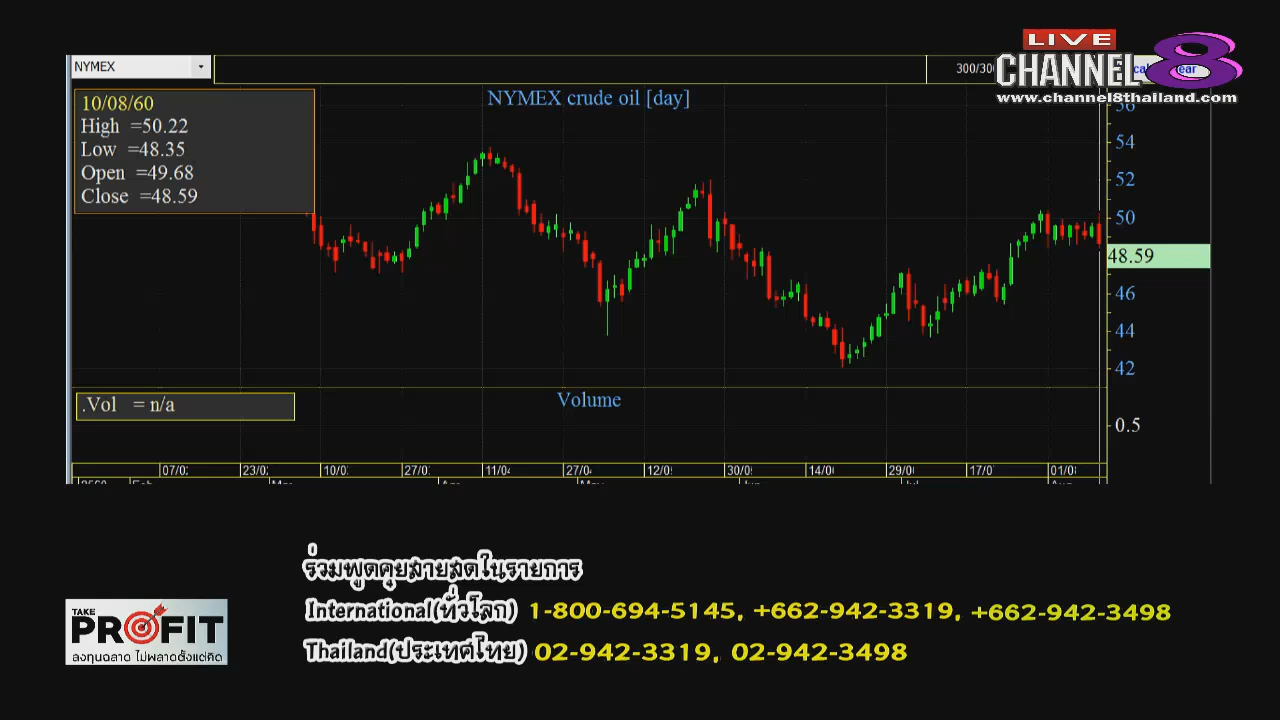 LIVE
CHANNEL 8
www.channel8thailand.com
NYMEX
300/300
NYMEX crude oil [day]
10/08/60
High =50.22
Low =48.35
Open =49.68
Close =48.59
56
54
52
50
48.59
46
44
42
.Vol = n/a
Volume
0.5
07/0 23/0 10/0 27/0 11/0 27/0 12/0 30/0 14/0 29/0 17/0 01/0
ร่วมพูดคุยสายสดในรายการ
International(ทั่วโลก) 1-800-694-5145, +662-942-3319, +662-942-3498
Thailand(ประเทศไทย) 02-942-3319, 02-942-3498
TAKE
PROFIT
ลงทุนฉลาด ไม่พลาดตั้งแต่คิด